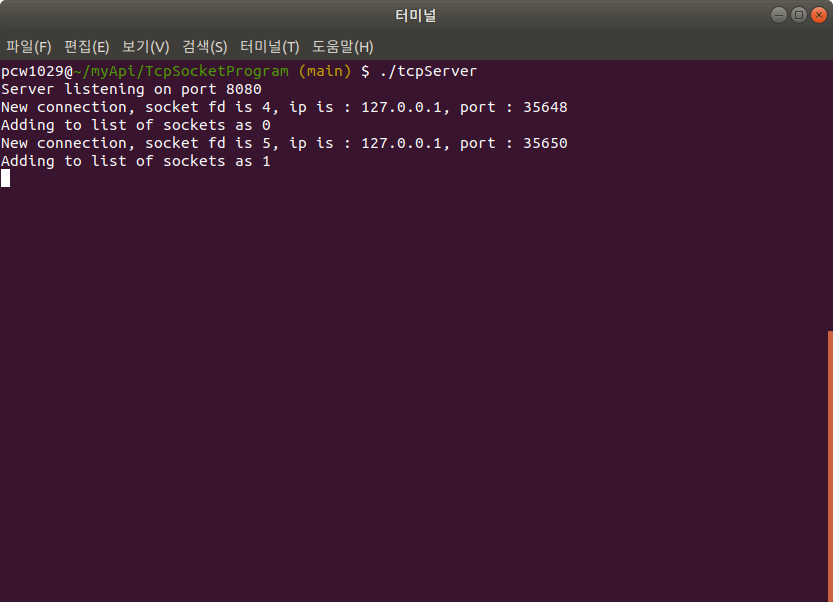 터미널
파일(F) 편집(E) 보기(V) 검색(S) 터미널(T) 도움말(H)
pcw1029@~/myApi/TcpSocketProgram (main) $ ./tcpServer
Server listening on port 8080
New connection, socket fd is 4, ip is : 127.0.0.1, port : 35648
Adding to list of sockets as 0
New connection, socket fd is 5, ip is : 127.0.0.1, port : 35650
Adding to list of sockets as 1